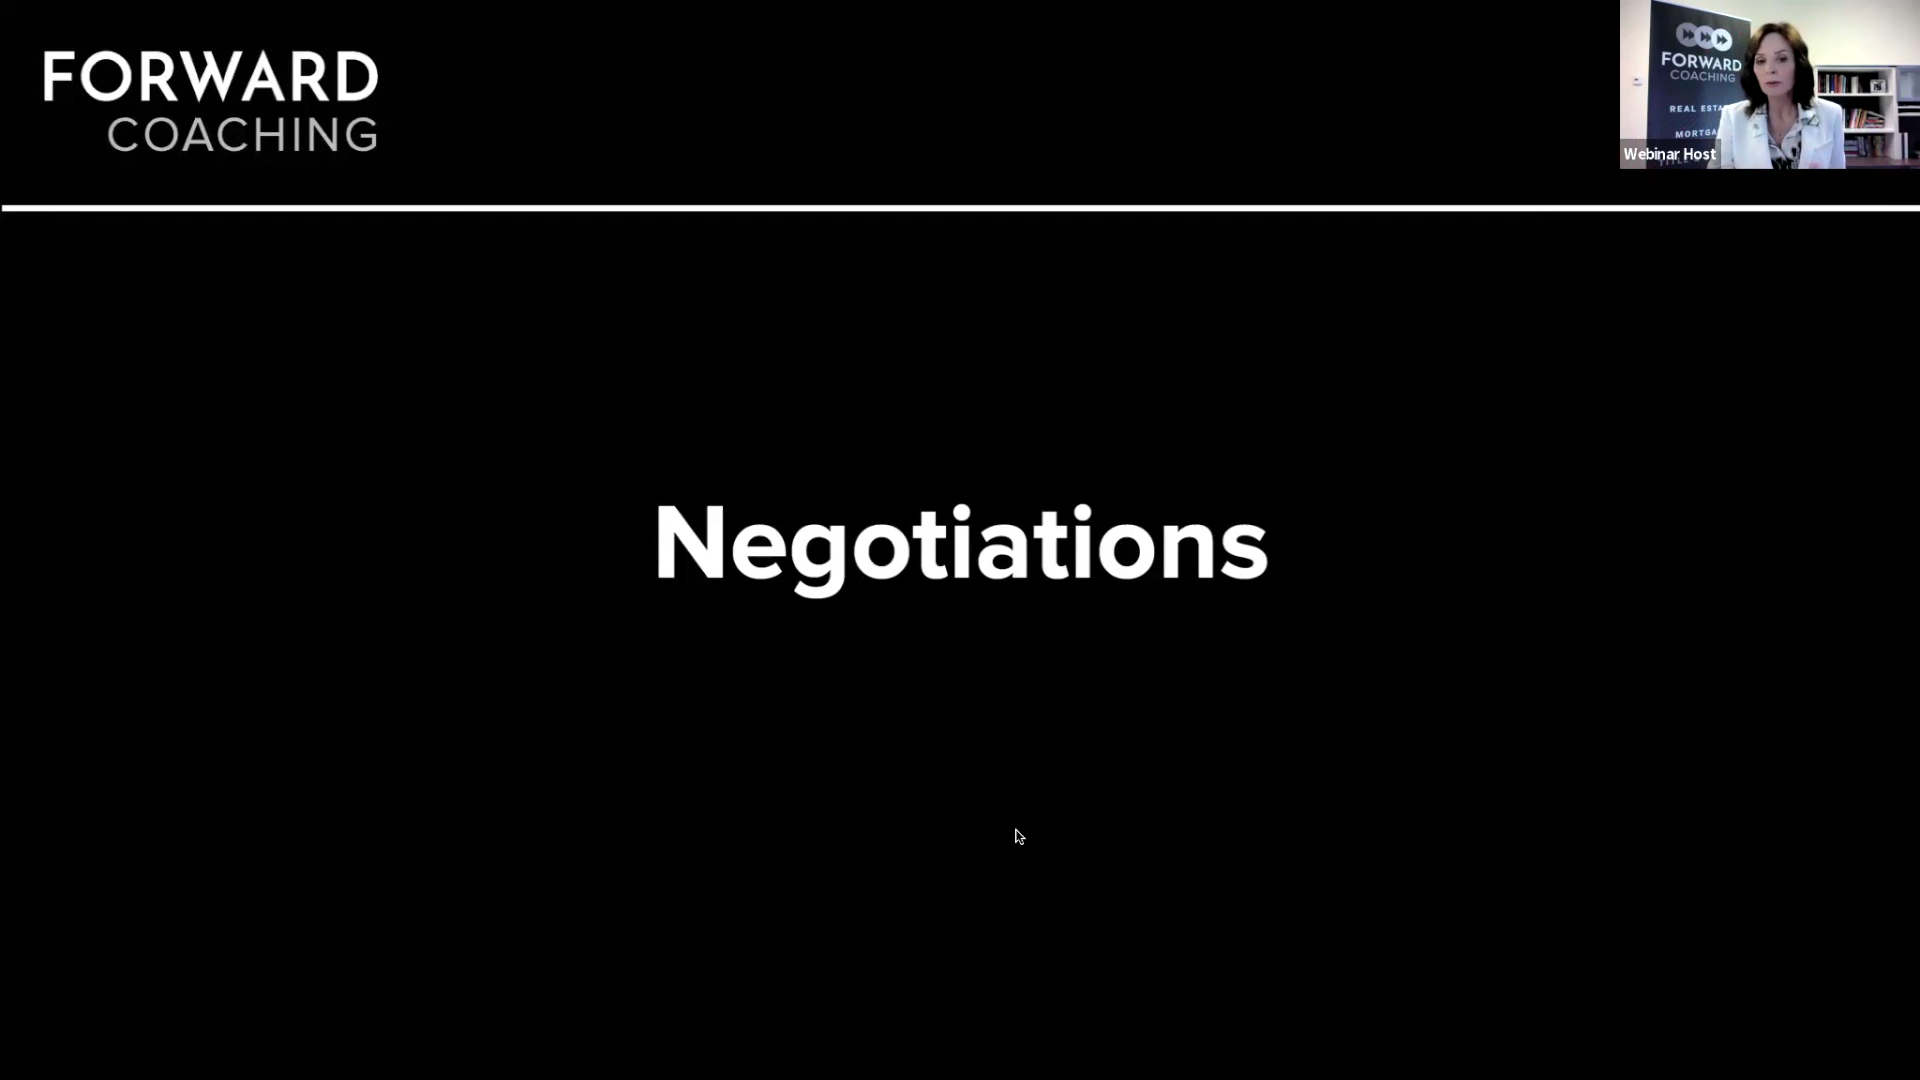 FORWARD
COACHING
FORWARD
COACHING
REAL ESTA
MORTGA
Webinar Host
Negotiations